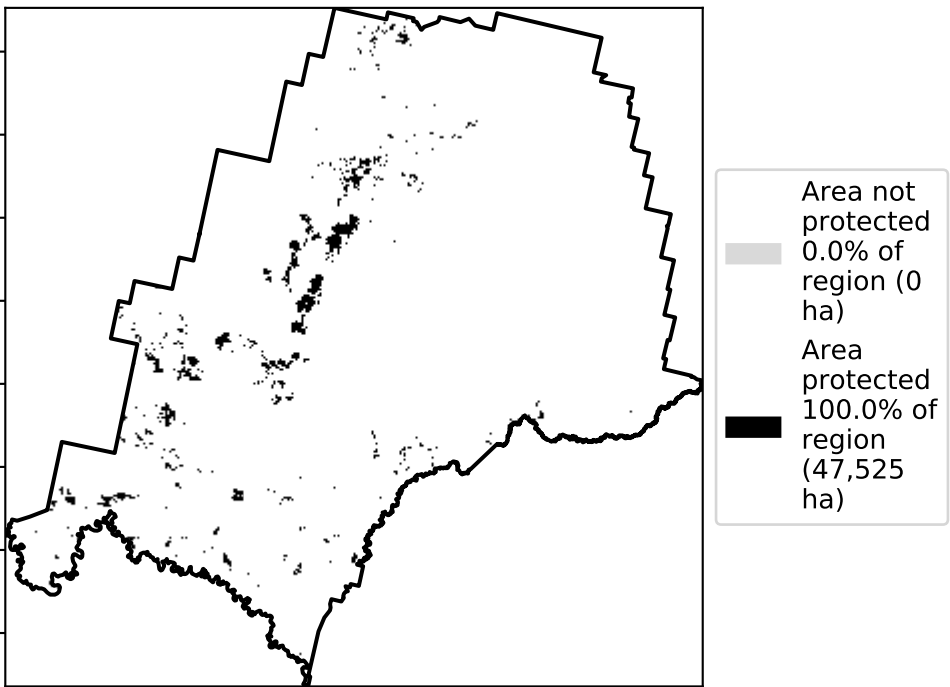 Area not
protected
0.0% of
region (0
ha)
Area
protected
100.0% of
region
(47,525
ha)